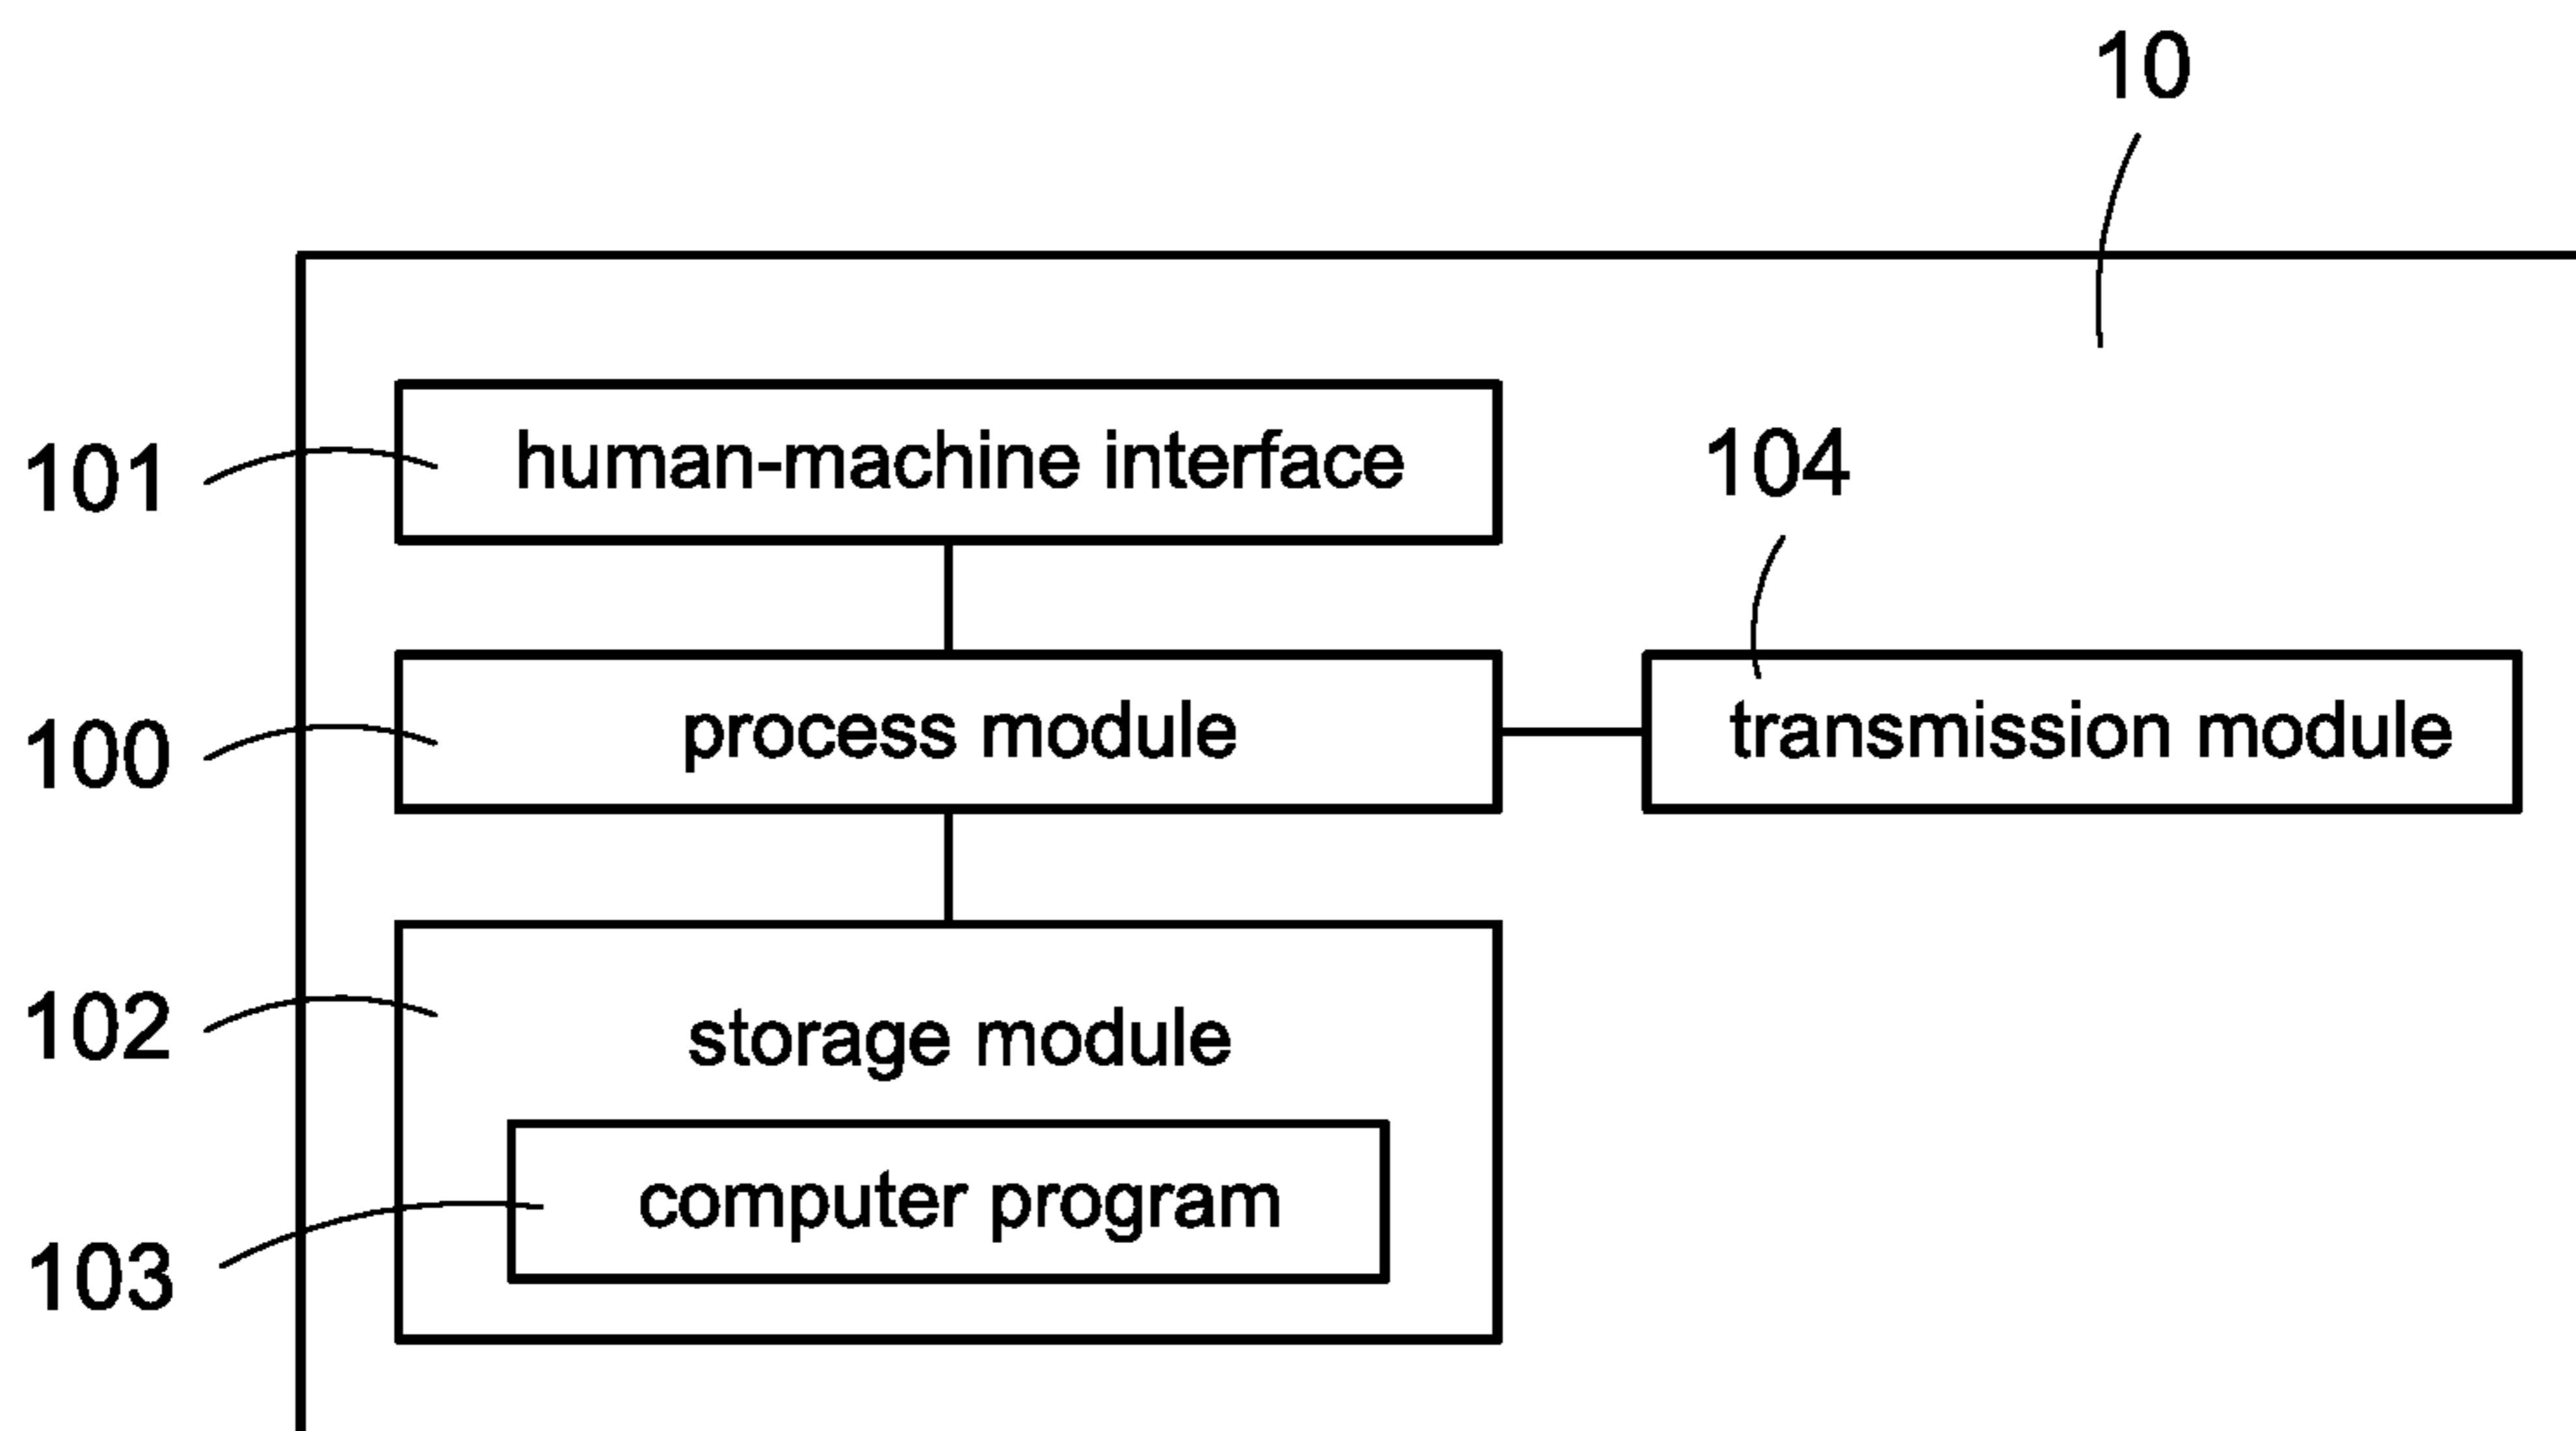 10
101
human-machine interface
104
100
process module
transmission module
102
storage module
computer program
103